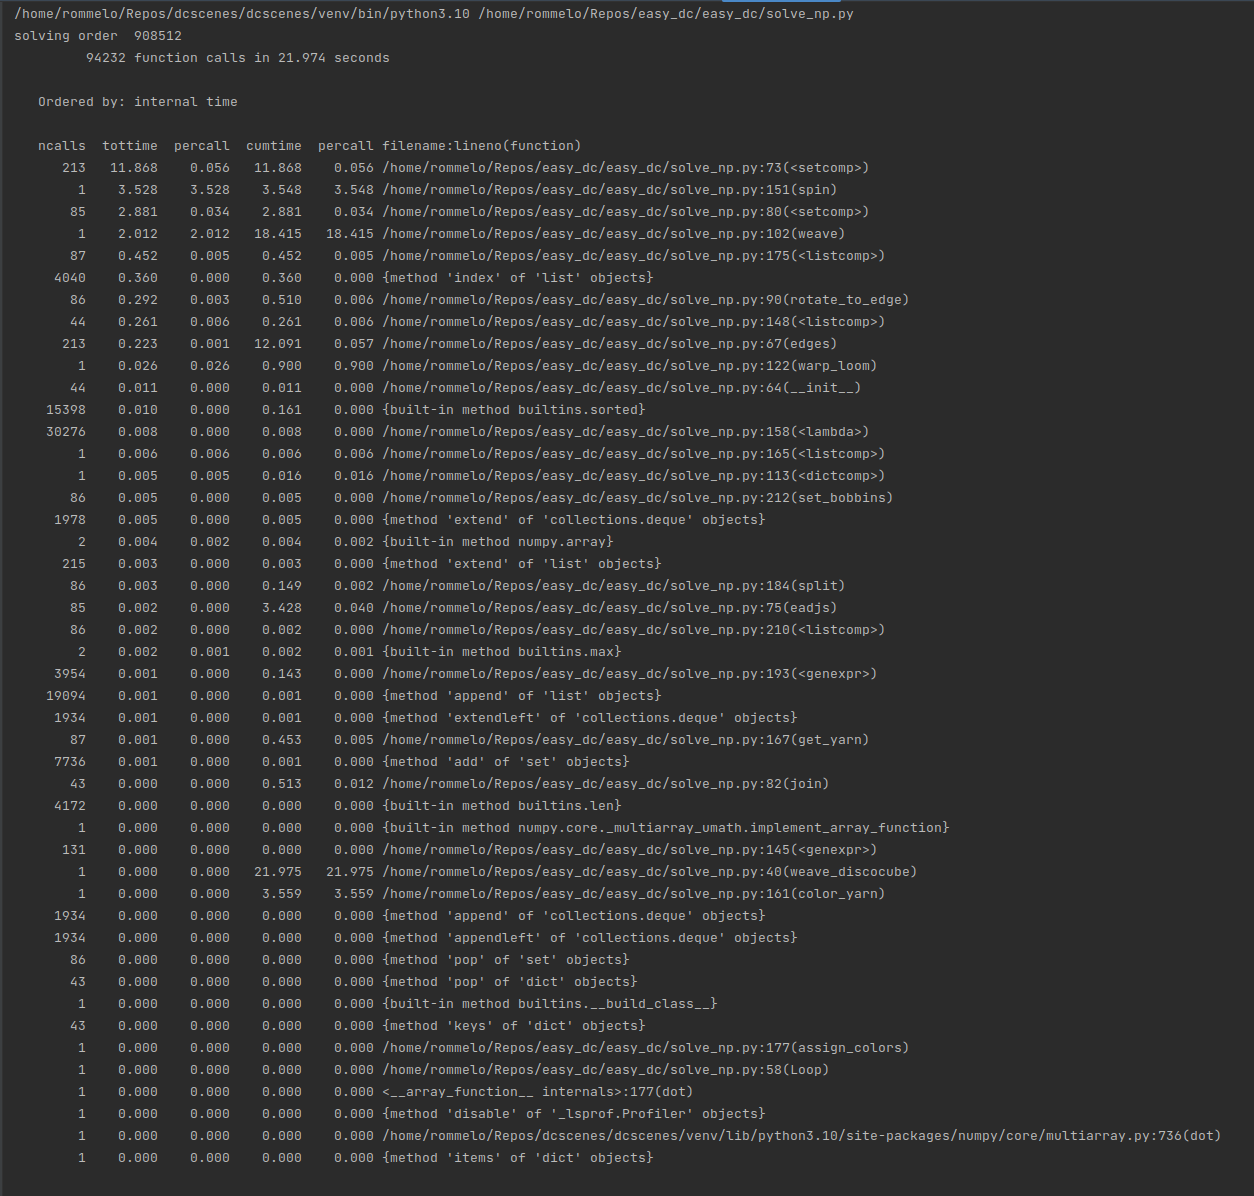 /home/rommelo/Repos/dcscenes/dcscenes/venv/bin/python3.10 /home/rommelo/Repos/easy_dc/easy_dc/solve_np.py
solving order  908512
         94232 function calls in 21.974 seconds

   Ordered by: internal time

   ncalls  tottime  percall  cumtime  percall filename:lineno(function)
      213   11.868    0.056   11.868    0.056 /home/rommelo/Repos/easy_dc/easy_dc/solve_np.py:73(<setcomp>)
        1    3.528    3.528    3.548    3.548 /home/rommelo/Repos/easy_dc/easy_dc/solve_np.py:151(spin)
       85    2.881    0.034    2.881    0.034 /home/rommelo/Repos/easy_dc/easy_dc/solve_np.py:80(<setcomp>)
        1    2.012    2.012   18.415   18.415 /home/rommelo/Repos/easy_dc/easy_dc/solve_np.py:102(weave)
       87    0.452    0.005    0.452    0.005 /home/rommelo/Repos/easy_dc/easy_dc/solve_np.py:175(<listcomp>)
     4040    0.360    0.000    0.360    0.000 {method 'index' of 'list' objects}
       86    0.292    0.003    0.510    0.006 /home/rommelo/Repos/easy_dc/easy_dc/solve_np.py:90(rotate_to_edge)
       44    0.261    0.006    0.261    0.006 /home/rommelo/Repos/easy_dc/easy_dc/solve_np.py:148(<listcomp>)
      213    0.223    0.001   12.091    0.057 /home/rommelo/Repos/easy_dc/easy_dc/solve_np.py:67(edges)
        1    0.026    0.026    0.900    0.900 /home/rommelo/Repos/easy_dc/easy_dc/solve_np.py:122(warp_loom)
       44    0.011    0.000    0.011    0.000 /home/rommelo/Repos/easy_dc/easy_dc/solve_np.py:64(__init__)
    15398    0.010    0.000    0.161    0.000 {built-in method builtins.sorted}
    30276    0.008    0.000    0.008    0.000 /home/rommelo/Repos/easy_dc/easy_dc/solve_np.py:158(<lambda>)
        1    0.006    0.006    0.006    0.006 /home/rommelo/Repos/easy_dc/easy_dc/solve_np.py:165(<listcomp>)
        1    0.005    0.005    0.016    0.016 /home/rommelo/Repos/easy_dc/easy_dc/solve_np.py:113(<dictcomp>)
       86    0.005    0.000    0.005    0.000 /home/rommelo/Repos/easy_dc/easy_dc/solve_np.py:212(set_bobbins)
     1978    0.005    0.000    0.005    0.000 {method 'extend' of 'collections.deque' objects}
        2    0.004    0.002    0.004    0.002 {built-in method numpy.array}
      215    0.003    0.000    0.003    0.000 {method 'extend' of 'list' objects}
       86    0.003    0.000    0.149    0.002 /home/rommelo/Repos/easy_dc/easy_dc/solve_np.py:184(split)
       85    0.002    0.000    3.428    0.040 /home/rommelo/Repos/easy_dc/easy_dc/solve_np.py:75(eadjs)
       86    0.002    0.000    0.002    0.000 /home/rommelo/Repos/easy_dc/easy_dc/solve_np.py:210(<listcomp>)
        2    0.002    0.001    0.002    0.001 {built-in method builtins.max}
     3954    0.001    0.000    0.143    0.000 /home/rommelo/Repos/easy_dc/easy_dc/solve_np.py:193(<genexpr>)
    19094    0.001    0.000    0.001    0.000 {method 'append' of 'list' objects}
     1934    0.001    0.000    0.001    0.000 {method 'extendleft' of 'collections.deque' objects}
       87    0.001    0.000    0.453    0.005 /home/rommelo/Repos/easy_dc/easy_dc/solve_np.py:167(get_yarn)
     7736    0.001    0.000    0.001    0.000 {method 'add' of 'set' objects}
       43    0.000    0.000    0.513    0.012 /home/rommelo/Repos/easy_dc/easy_dc/solve_np.py:82(join)
     4172    0.000    0.000    0.000    0.000 {built-in method builtins.len}
        1    0.000    0.000    0.000    0.000 {built-in method numpy.core._multiarray_umath.implement_array_function}
      131    0.000    0.000    0.000    0.000 /home/rommelo/Repos/easy_dc/easy_dc/solve_np.py:145(<genexpr>)
        1    0.000    0.000   21.975   21.975 /home/rommelo/Repos/easy_dc/easy_dc/solve_np.py:40(weave_discocube)
        1    0.000    0.000    3.559    3.559 /home/rommelo/Repos/easy_dc/easy_dc/solve_np.py:161(color_yarn)
     1934    0.000    0.000    0.000    0.000 {method 'append' of 'collections.deque' objects}
     1934    0.000    0.000    0.000    0.000 {method 'appendleft' of 'collections.deque' objects}
       86    0.000    0.000    0.000    0.000 {method 'pop' of 'set' objects}
       43    0.000    0.000    0.000    0.000 {method 'pop' of 'dict' objects}
        1    0.000    0.000    0.000    0.000 {built-in method builtins.__build_class__}
       43    0.000    0.000    0.000    0.000 {method 'keys' of 'dict' objects}
        1    0.000    0.000    0.000    0.000 /home/rommelo/Repos/easy_dc/easy_dc/solve_np.py:177(assign_colors)
        1    0.000    0.000    0.000    0.000 /home/rommelo/Repos/easy_dc/easy_dc/solve_np.py:58(Loop)
        1    0.000    0.000    0.000    0.000 <__array_function__ internals>:177(dot)
        1    0.000    0.000    0.000    0.000 {method 'disable' of '_lsprof.Profiler' objects}
        1    0.000    0.000    0.000    0.000 /home/rommelo/Repos/dcscenes/dcscenes/venv/lib/python3.10/site-packages/numpy/core/multiarray.py:736(dot)
        1    0.000    0.000    0.000    0.000 {method 'items' of 'dict' objects}